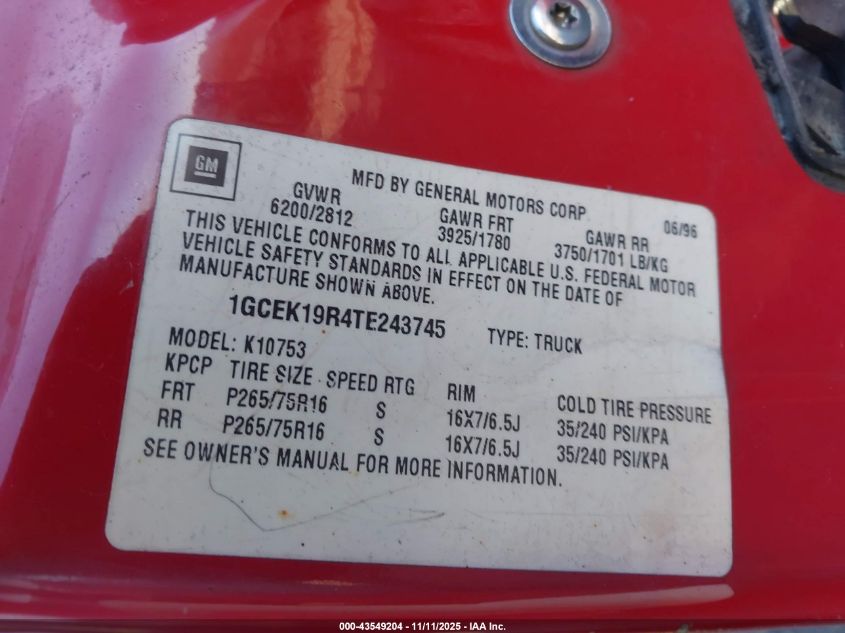 GM
MFD BY GENERAL MOTORS CORP 06/96
GVWR GAWR FRT GAWR RR
6200/2812 3925/1780 3750/1701 LB/KG
THIS VEHICLE CONFORMS TO ALL APPLICABLE U.S. FEDERAL MOTOR
VEHICLE SAFETY STANDARDS IN EFFECT ON THE DATE OF
MANUFACTURE SHOWN ABOVE.
1GCEK19R4TE243745 TYPE: TRUCK
MODEL: K10753
KPCP TIRE SIZE SPEED RTG RIM COLD TIRE PRESSURE
FRT P265/75R16 S 16X7/6.5J 35/240 PSI/KPA
RR P265/75R16 S 16X7/6.5J 35/240 PSI/KPA
SEE OWNER'S MANUAL FOR MORE INFORMATION.
000-43549204 - 11/11/2025 - IAA Inc.